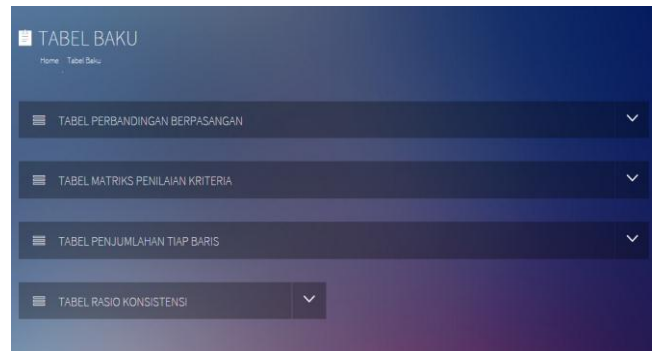 TABEL BAKU
Home Tabel Baku
TABEL PERBANDINGAN BERPASANGAN
TABEL MATRIKS PENILAIAN KRITERIA
TABEL PENJUMLAHAN TIAP BARIS
TABEL RASIO KONSISTENSI